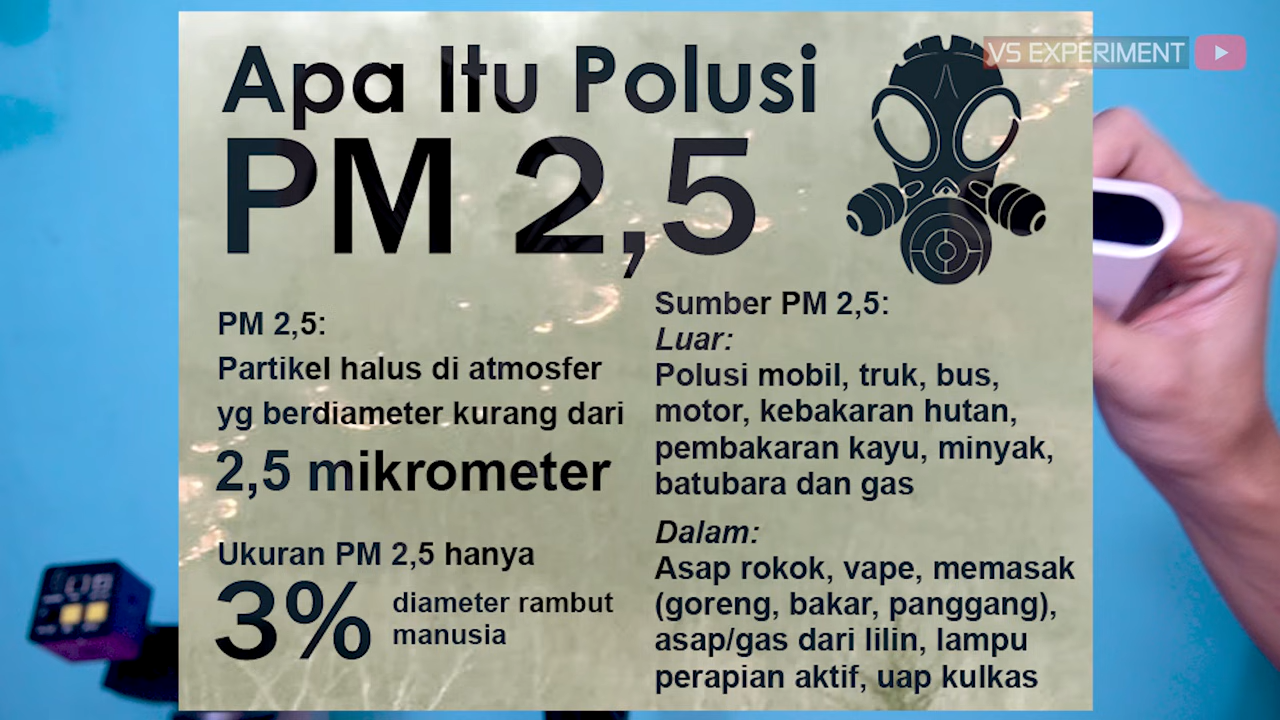 VS EXPERIMENT
Apa Itu Polusi
PM 2,5
PM 2,5:
Partikel halus di atmosfer
yg berdiameter kurang dari
2,5 mikrometer
Ukuran PM 2,5 hanya
3%
diameter rambut
manusia
Sumber PM 2,5:
Luar:
Polusi mobil, truk, bus,
motor, kebakaran hutan,
pembakaran kayu, minyak,
batubara dan gas
Dalam:
Asap rokok, vape, memasak
(goreng, bakar, panggang),
asap/gas dari lilin, lampu
perapian aktif, uap kulkas